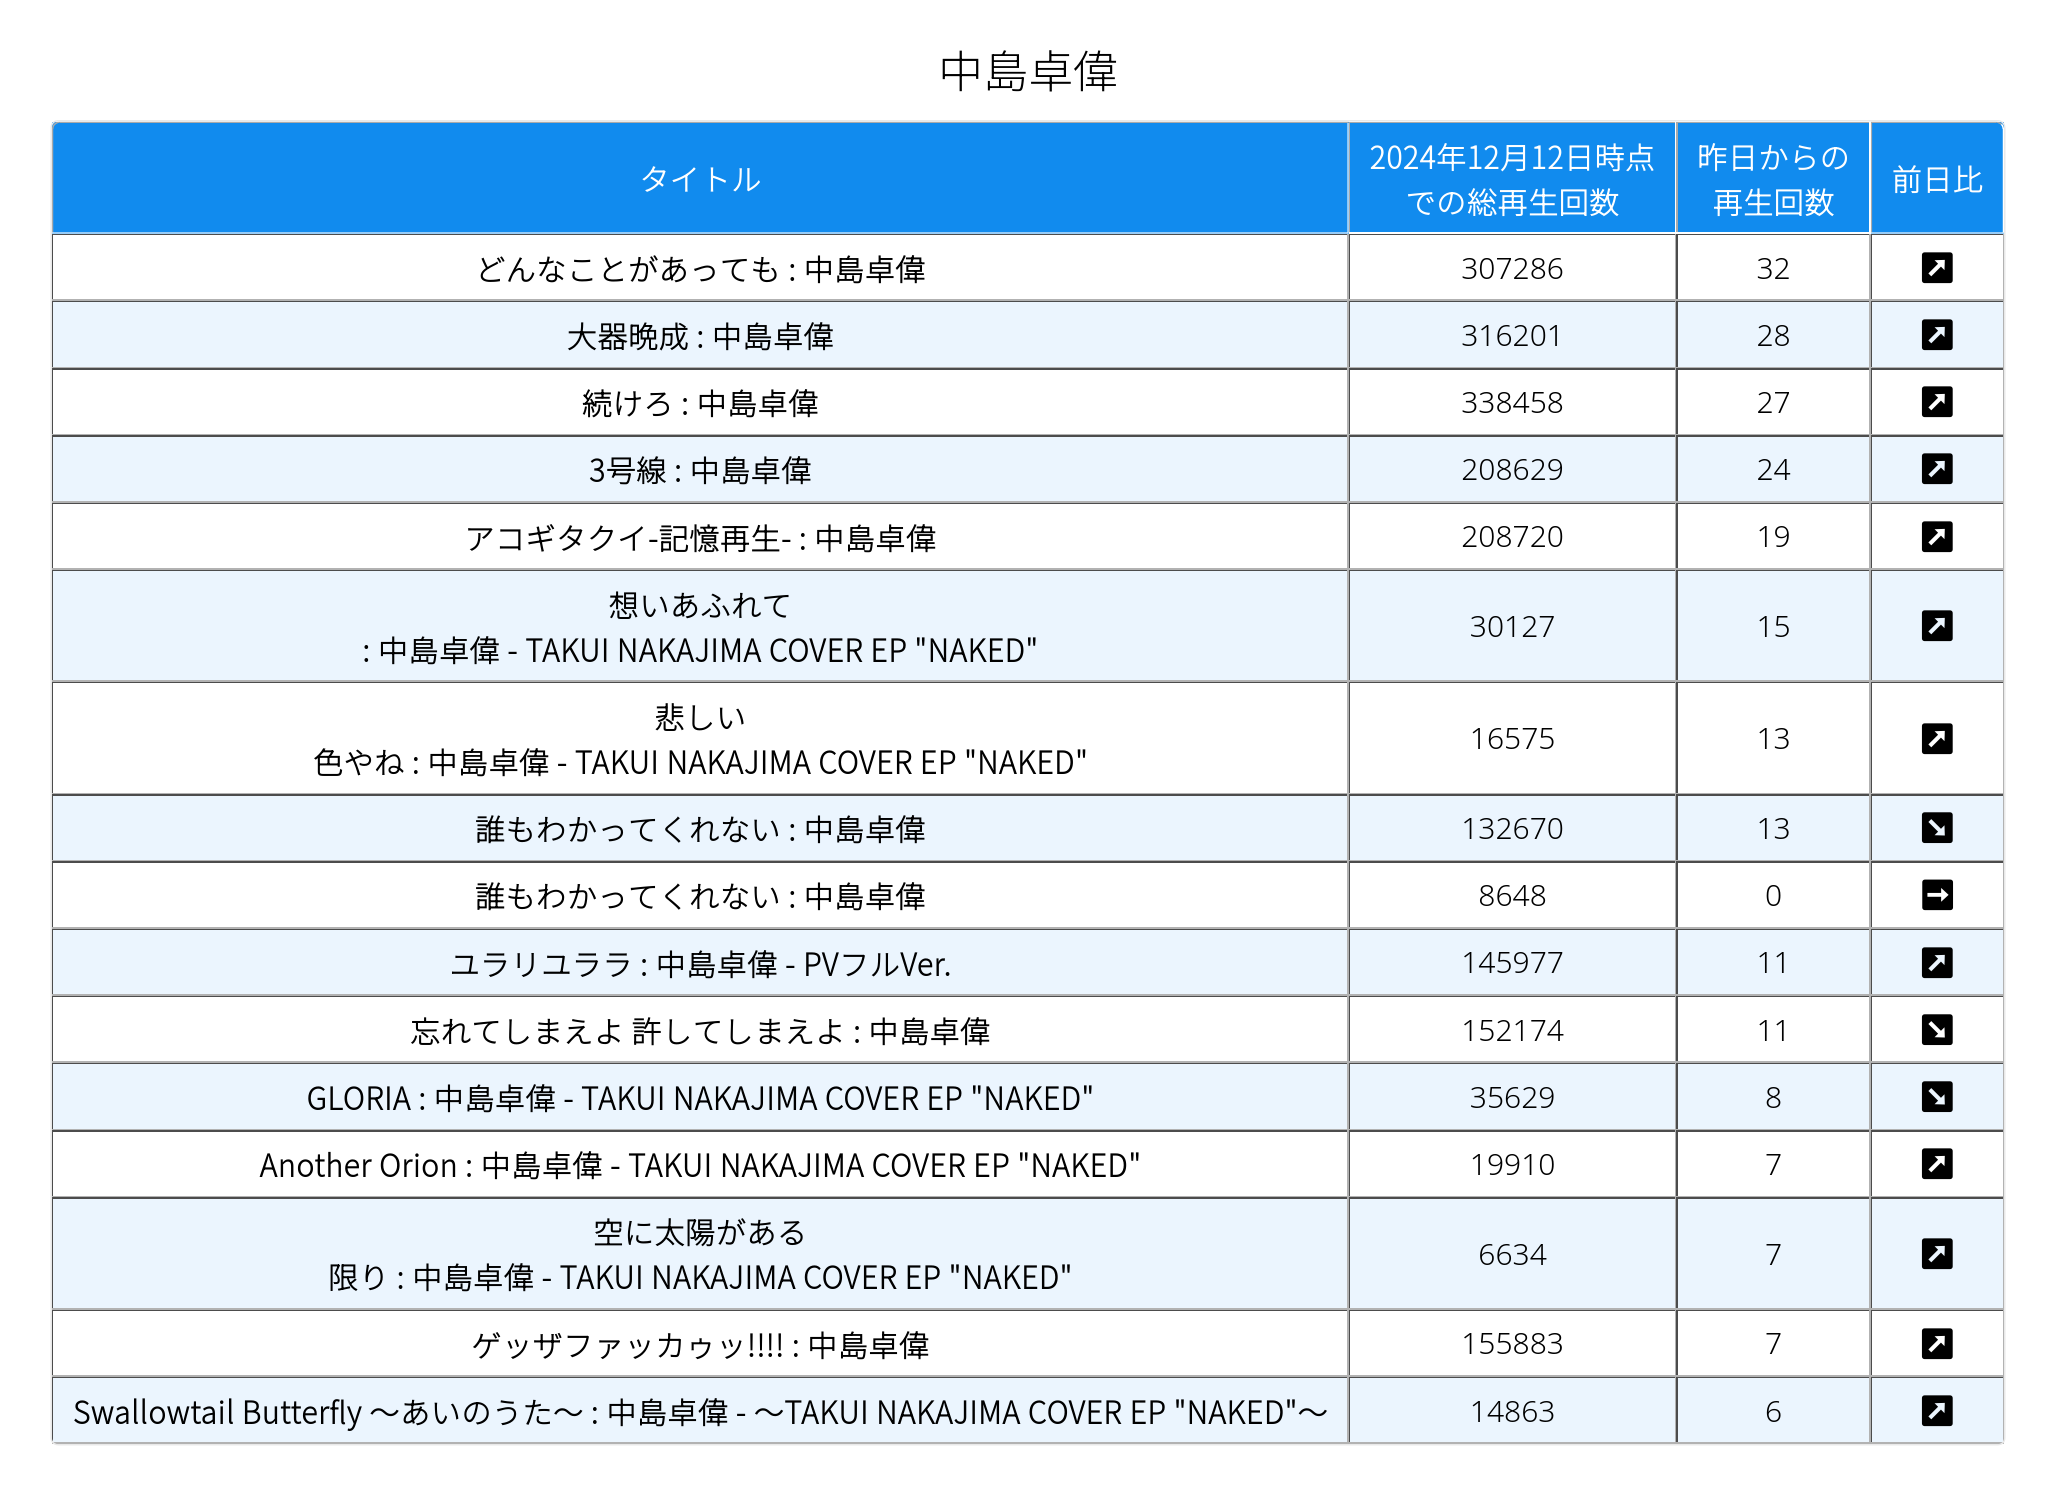 中島卓偉
タイトル
2024年12月12日時点
での総再生回数
昨日からの
再生回数
前日比
どんなことがあっても : 中島卓偉
307286
32
大器晩成 : 中島卓偉
316201
28
続けろ : 中島卓偉
338458
27
3号線 : 中島卓偉
208629
24
アコギタクイ-記憶再生- : 中島卓偉
208720
19
想いあふれて
: 中島卓偉 - TAKUI NAKAJIMA COVER EP "NAKED"
30127
15
悲しい
色やね : 中島卓偉 - TAKUI NAKAJIMA COVER EP "NAKED"
16575
13
誰もわかってくれない : 中島卓偉
132670
13
誰もわかってくれない : 中島卓偉
8648
0
ユラリユララ : 中島卓偉 - PVフルVer.
145977
11
忘れてしまえよ 許してしまえよ : 中島卓偉
152174
11
GLORIA : 中島卓偉 - TAKUI NAKAJIMA COVER EP "NAKED"
35629
8
Another Orion : 中島卓偉 - TAKUI NAKAJIMA COVER EP "NAKED"
19910
7
空に太陽がある
限り : 中島卓偉 - TAKUI NAKAJIMA COVER EP "NAKED"
6634
7
ゲッザファッカゥッ!!!! : 中島卓偉
155883
7
Swallowtail Butterfly 〜あいのうた〜 : 中島卓偉 - 〜TAKUI NAKAJIMA COVER EP "NAKED"〜
14863
6